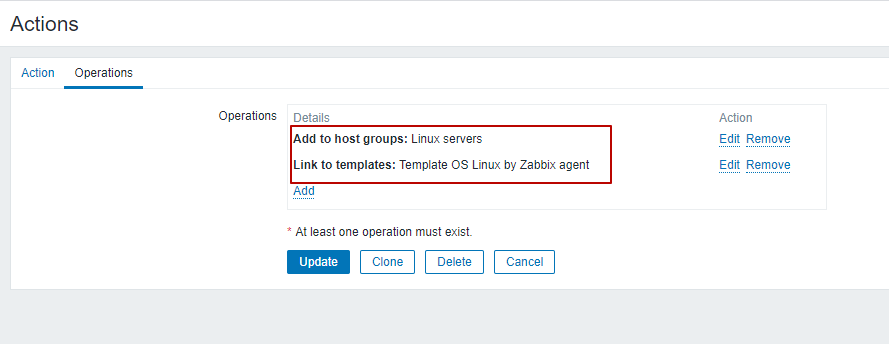 Actions
Action Operations
Operations Details Action
Add to host groups: Linux servers Edit Remove
Link to templates: Template OS Linux by Zabbix agent Edit Remove
Add
* At least one operation must exist.
Update Clone Delete Cancel